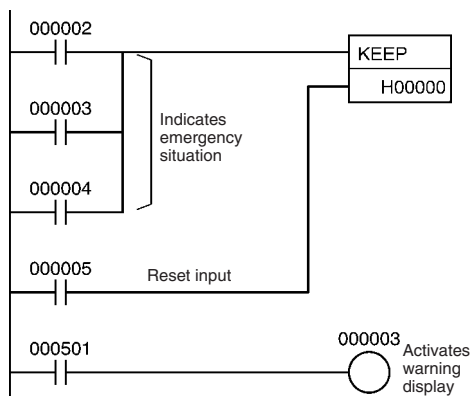 000002
KEEP
H00000
000003
Indicates
emergency
situation
000004
000005
Reset input
000501
000003
Activates
warning
display